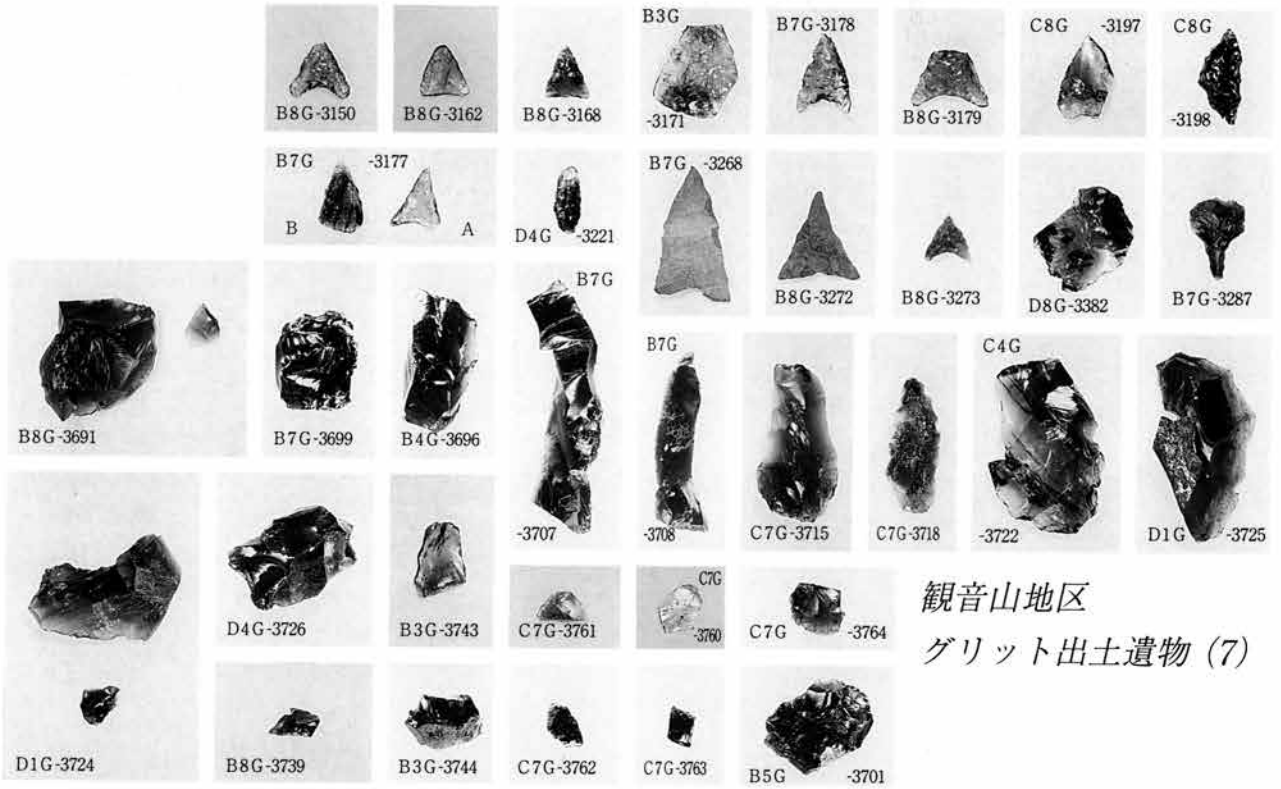 B8G-3150
B8G-3162
B8G-3168
B3G
-3171
B7G-3178
B8G-3179
C8G -3197
C8G
-3198
B7G -3177
B A
D4G -3221
B7G -3268
B8G-3272
B8G-3273
D8G-3382
B7G-3287
B8G-3691
B7G-3699
B4G-3696
B7G
-3707
B7G
-3708
C7G-3715
C7G-3718
C4G
-3722
D1G -3725
D1G-3724
D4G-3726
B3G-3743
C7G-3761
C7G
-3760
C7G -3764
B8G-3739
B3G-3744
C7G-3762
C7G-3763
B5G -3701
観音山地区
グリット出土遺物 (7)